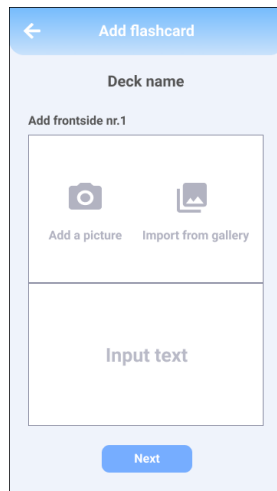 Add flashcard
Deck name
Add frontside nr.1
Add a picture Import from gallery
Input text
Next